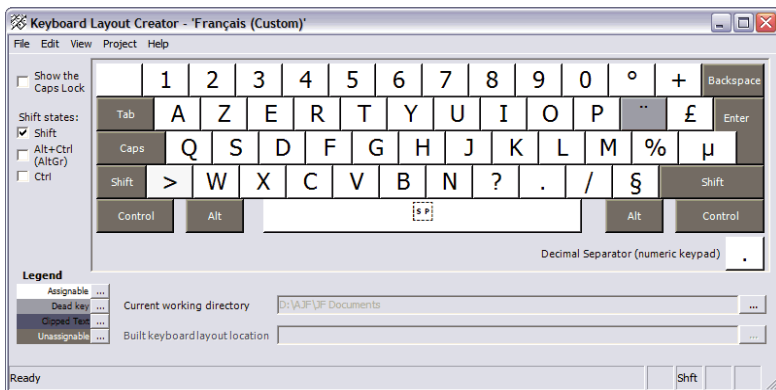 Keyboard Layout Creator - 'Français (Custom)'
File Edit View Project Help
Show the Caps Lock
1 2 3 4 5 6 7 8 9 0 ° + Backspace
Tab A Z E R T Y U I O P ¨ £ Enter
Shift states:
Shift
Alt+Ctrl (AltGr)
Ctrl
Caps Q S D F G H J K L M % µ
Shift > W X C V B N ? . / § Shift
Control Alt SP Alt Control
Decimal Separator (numeric keypad) .
Legend
Assignable ...
Dead key ...
Clipped Text ...
Unassignable ...
Current working directory D:\AJF\JF Documents ...
Built keyboard layout location ...
Ready Shft